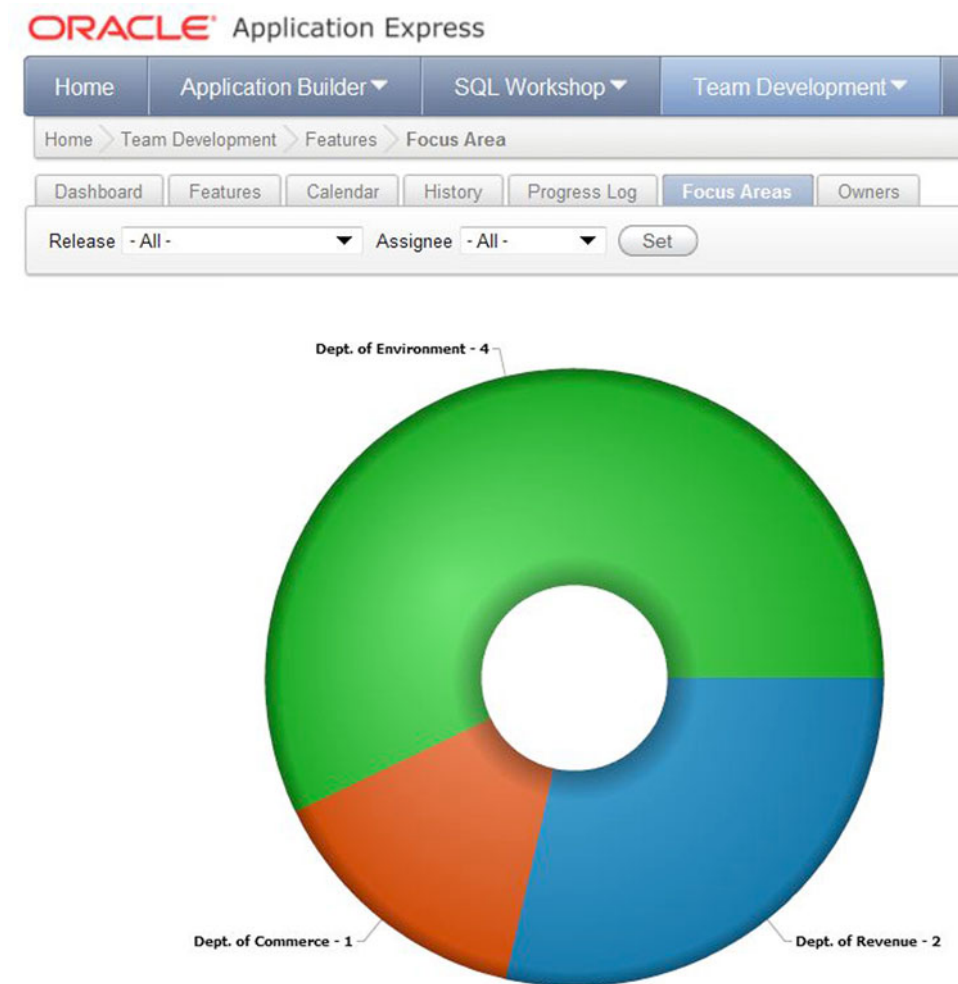 ORACLE Application Express
Home Application Builder SQL Workshop Team Development
Home Team Development Features Focus Area
Dashboard Features Calendar History Progress Log Focus Areas Owners
Release - All - Assignee - All - Set
Dept. of Environment - 4
Dept. of Commerce - 1 Dept. of Revenue - 2